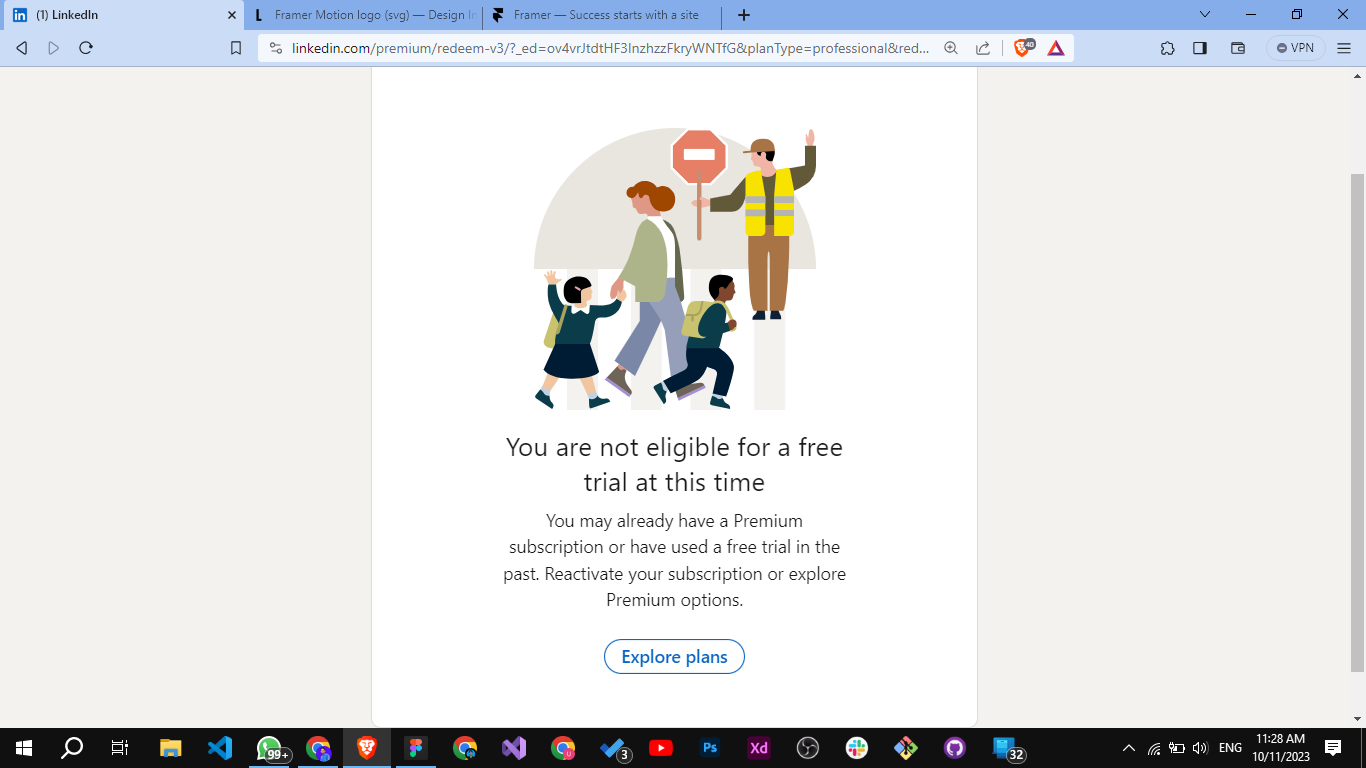 (1) LinkedIn
Framer Motion logo (svg) — Design In
Framer — Success starts with a site
linkedin.com/premium/redeem-v3/?_ed=ov4vrJtdtHF3InzhzzFkryWNTfG&planType=professional&red...
40
VPN
You are not eligible for a free
trial at this time
You may already have a Premium
subscription or have used a free trial in the
past. Reactivate your subscription or explore
Premium options.
Explore plans
99+
Ps
Xd
3
32
ENG
11:28 AM
10/11/2023